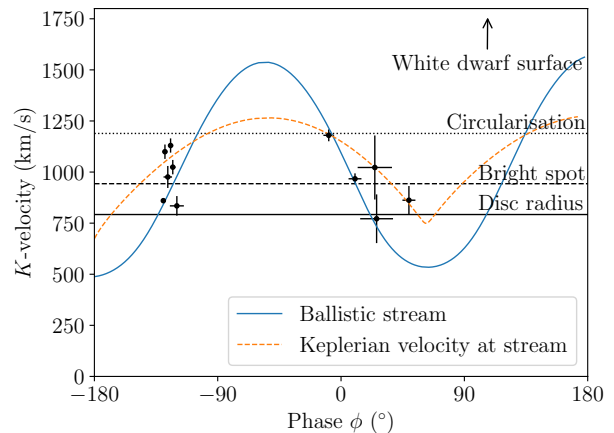 1750
1500
1250
1000
750
500
250
0
K-velocity (km/s)
White dwarf surface
Circularisation
Bright spot
Disc radius
Ballistic stream
Keplerian velocity at stream
−180
−90
0
90
180
Phase ϕ (°)